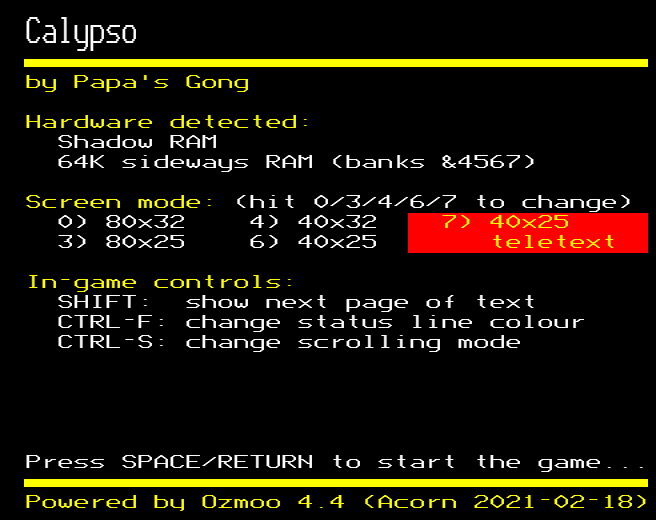 Calypso
by Papa's Gong
Hardware detected:
Shadow RAM
64K sideways RAM (banks &4567)
Screen mode: (hit 0/3/4/6/7 to change)
0) 80x32 4) 40x32 7) 40x25
3) 80x25 6) 40x25 teletext
In-game controls:
SHIFT: show next page of text
CTRL-F: change status line colour
CTRL-S: change scrolling mode
Press SPACE/RETURN to start the game...
Powered by Ozmoo 4.4 (Acorn 2021-02-18)